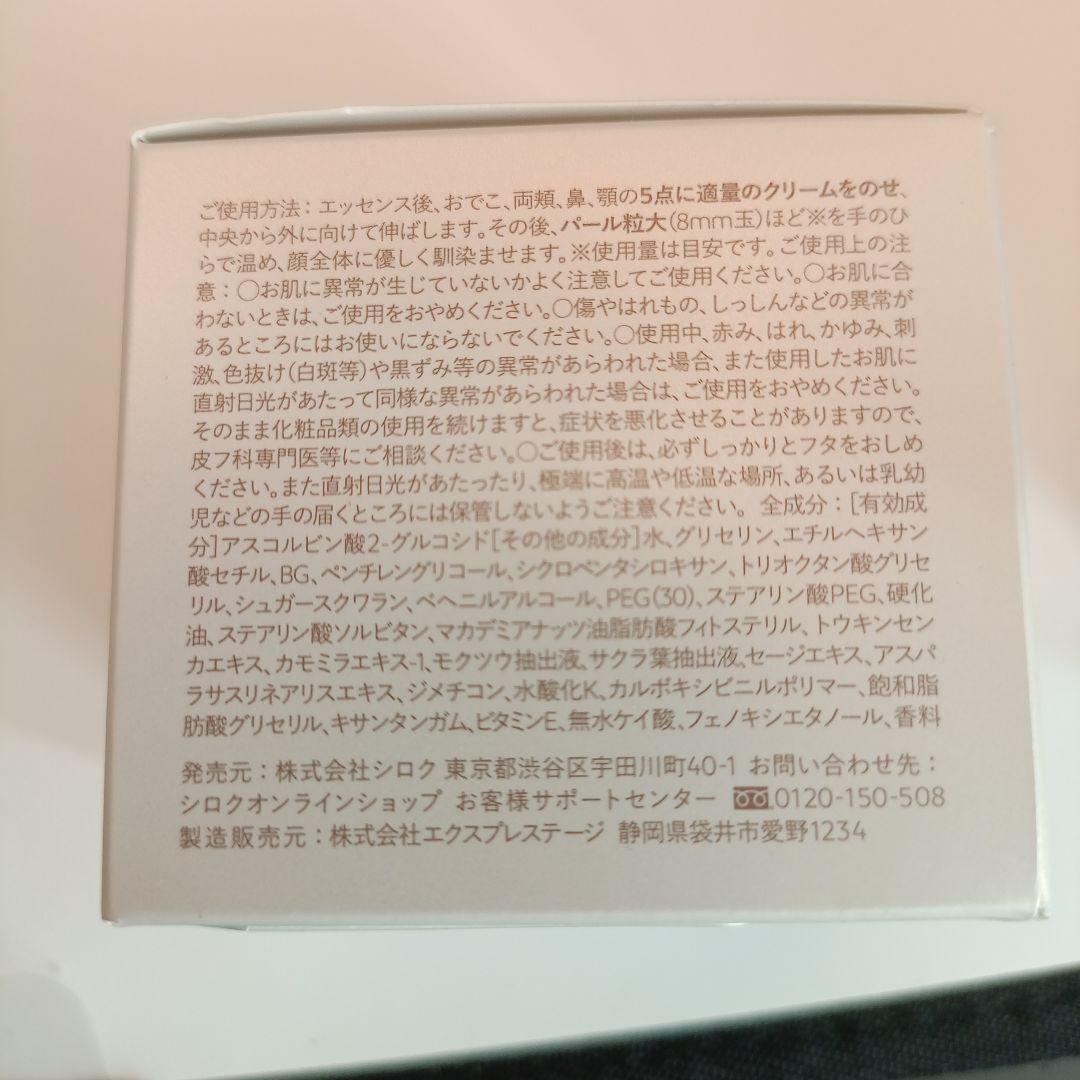 ご使用方法：エッセンス後、おでこ、両頬、鼻、顎の5点に適量のクリームをのせ、
中央から外に向けて伸ばします。その後、パール粒大(8mm玉)ほど※を手のひ
らで温め、顔全体に優しく馴染ませます。※使用量は目安です。ご使用上の注
意：○お肌に異常が生じていないかよく注意してご使用ください。○お肌に合
わないときは、ご使用をおやめください。○傷やはれもの、しっしんなどの異常が
あるところにはお使いにならないでください。○使用中、赤み、はれ、かゆみ、刺
激、色抜け(白斑等)や黒ずみ等の異常があらわれた場合、また使用したお肌に
直射日光があたって同様な異常があらわれた場合は、ご使用をおやめください。
そのまま化粧品類の使用を続けますと、症状を悪化させることがありますので、
皮フ科専門医等にご相談ください。○ご使用後は、必ずしっかりとフタをおしめ
ください。また直射日光があたったり、極端に高温や低温な場所、あるいは乳幼
児などの手の届くところには保管しないようご注意ください。 全成分：[有効成
分]アスコルビン酸2-グルコシド[その他の成分]水、グリセリン、エチルヘキサン
酸セチル、BG、ペンチレングリコール、シクロペンタシロキサン、トリオクタン酸グリセ
リル、シュガースクワラン、ベヘニルアルコール、PEG(30)、ステアリン酸PEG、硬化
油、ステアリン酸ソルビタン、マカデミアナッツ油脂肪酸フィトステリル、トウキンセン
カエキス、カモミラエキス-1、モクツウ抽出液、サクラ葉抽出液、セージエキス、アスパ
ラサスリネアリスエキス、ジメチコン、水酸化K、カルボキシビニルポリマー、飽和脂
肪酸グリセリル、キサンタンガム、ビタミンE、無水ケイ酸、フェノキシエタノール、香料
発売元：株式会社シロク 東京都渋谷区宇田川町40-1 お問い合わせ先：
シロクオンラインショップ お客様サポートセンター 0120-150-508
製造販売元：株式会社エクスプレステージ 静岡県袋井市愛野1234